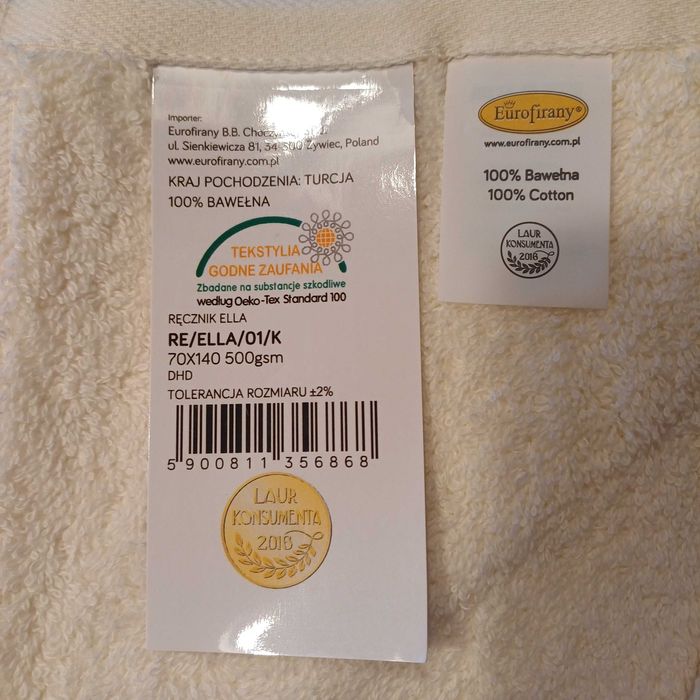 Importer:
Eurofirany B.B. Choczyńscy
ul. Sienkiewicza 81, 34-300 Żywiec, Poland
www.eurofirany.com.pl
KRAJ POCHODZENIA: TURCJA
100% BAWEŁNA
TEKSTYLIA
GODNE ZAUFANIA
Zbadane na substancje szkodliwe
według Oeko-Tex Standard 100
RĘCZNIK ELLA
RE/ELLA/01/K
70X140 500gsm
DHD
TOLERANCJA ROZMIARU ±2%
5 900811 356868
LAUR
KONSUMENTA
2016
Eurofirany®
www.eurofirany.com.pl
100% Bawełna
100% Cotton
LAUR
KONSUMENTA
2016